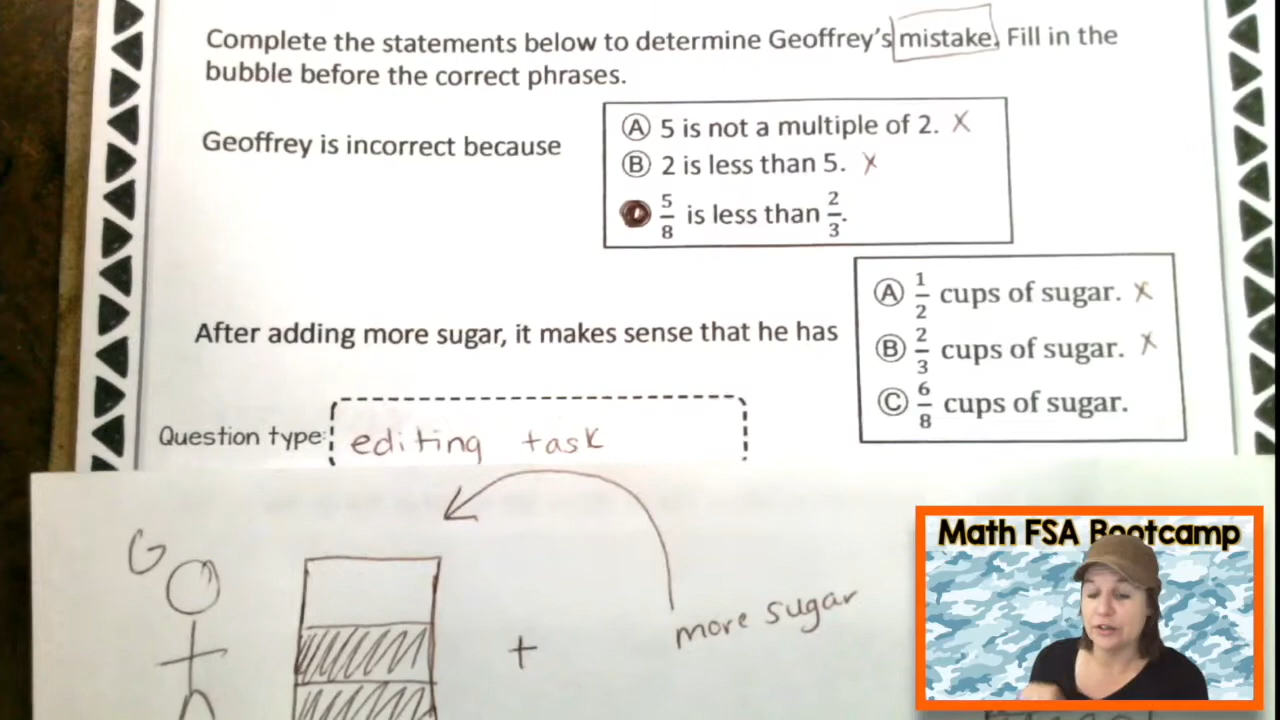 Complete the statements below to determine Geoffrey's mistake. Fill in the
bubble before the correct phrases.
Geoffrey is incorrect because
Ⓐ 5 is not a multiple of 2. X
Ⓑ 2 is less than 5. X
5/8 is less than 2/3.
After adding more sugar, it makes sense that he has
Ⓐ 1/2 cups of sugar. X
Ⓑ 2/3 cups of sugar. X
Ⓒ 6/8 cups of sugar.
Question type: editing task
G
+
more sugar
Math FSA Bootcamp